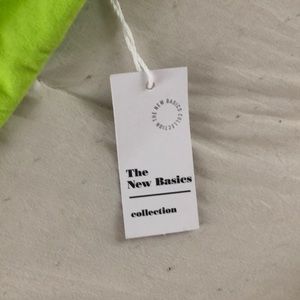 THE NEW BASICS COLLECTION
The
New Basics
collection